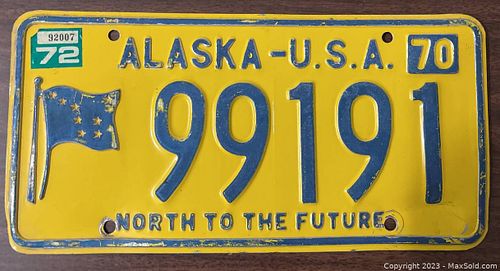 92007
72
ALASKA-U.S.A. 70
99191
NORTH TO THE FUTURE
Copyright 2023 - MaxSold.com